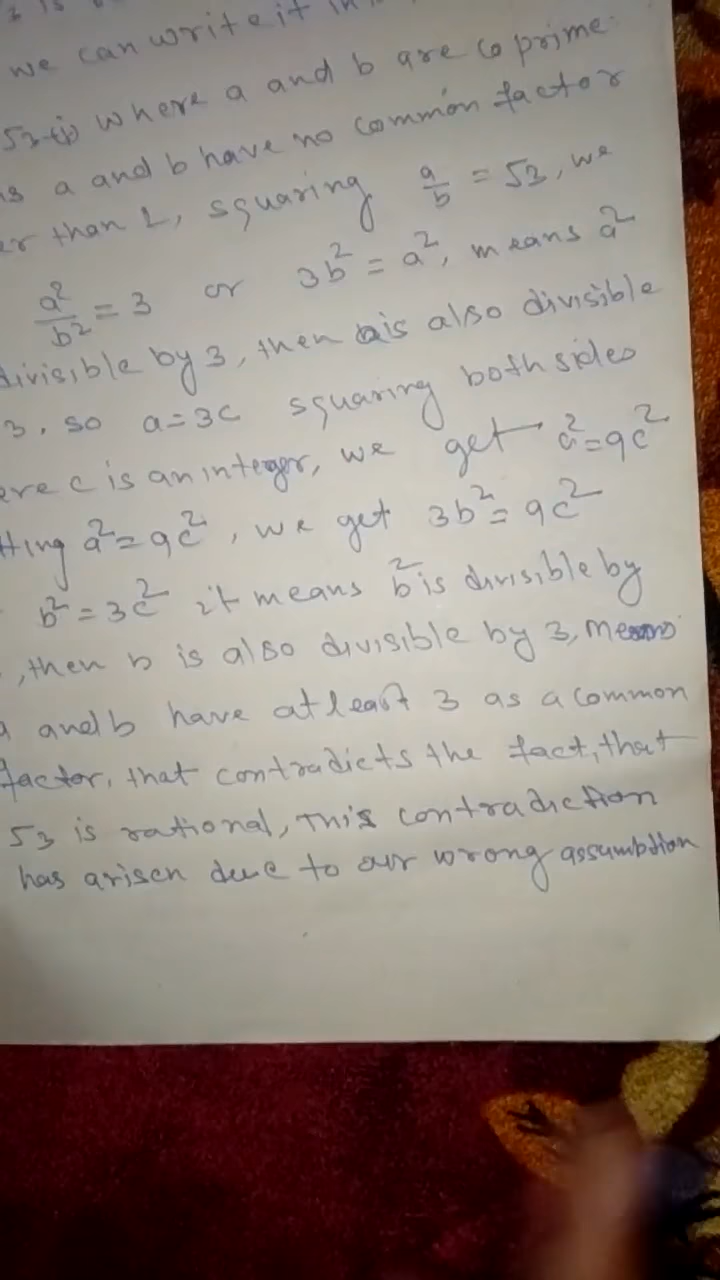 we can write it in
√3-(i) where a and b are co prime.
a and b have no common factor
than 1, squaring a/b = √3, we
a²/b² = 3 or 3b² = a², means a²
divisible by 3, then a is also divisible
3, so a=3c squaring both sides
c is an integer, we get a²=9c²
a²=9c², we get 3b²=9c²
b²=3c² it means b² is divisible by
, then b is also divisible by 3, means
a and b have at least 3 as a common
factor, that contradicts the fact, that
√3 is rational, This contradiction
has arisen due to our wrong assumbtion